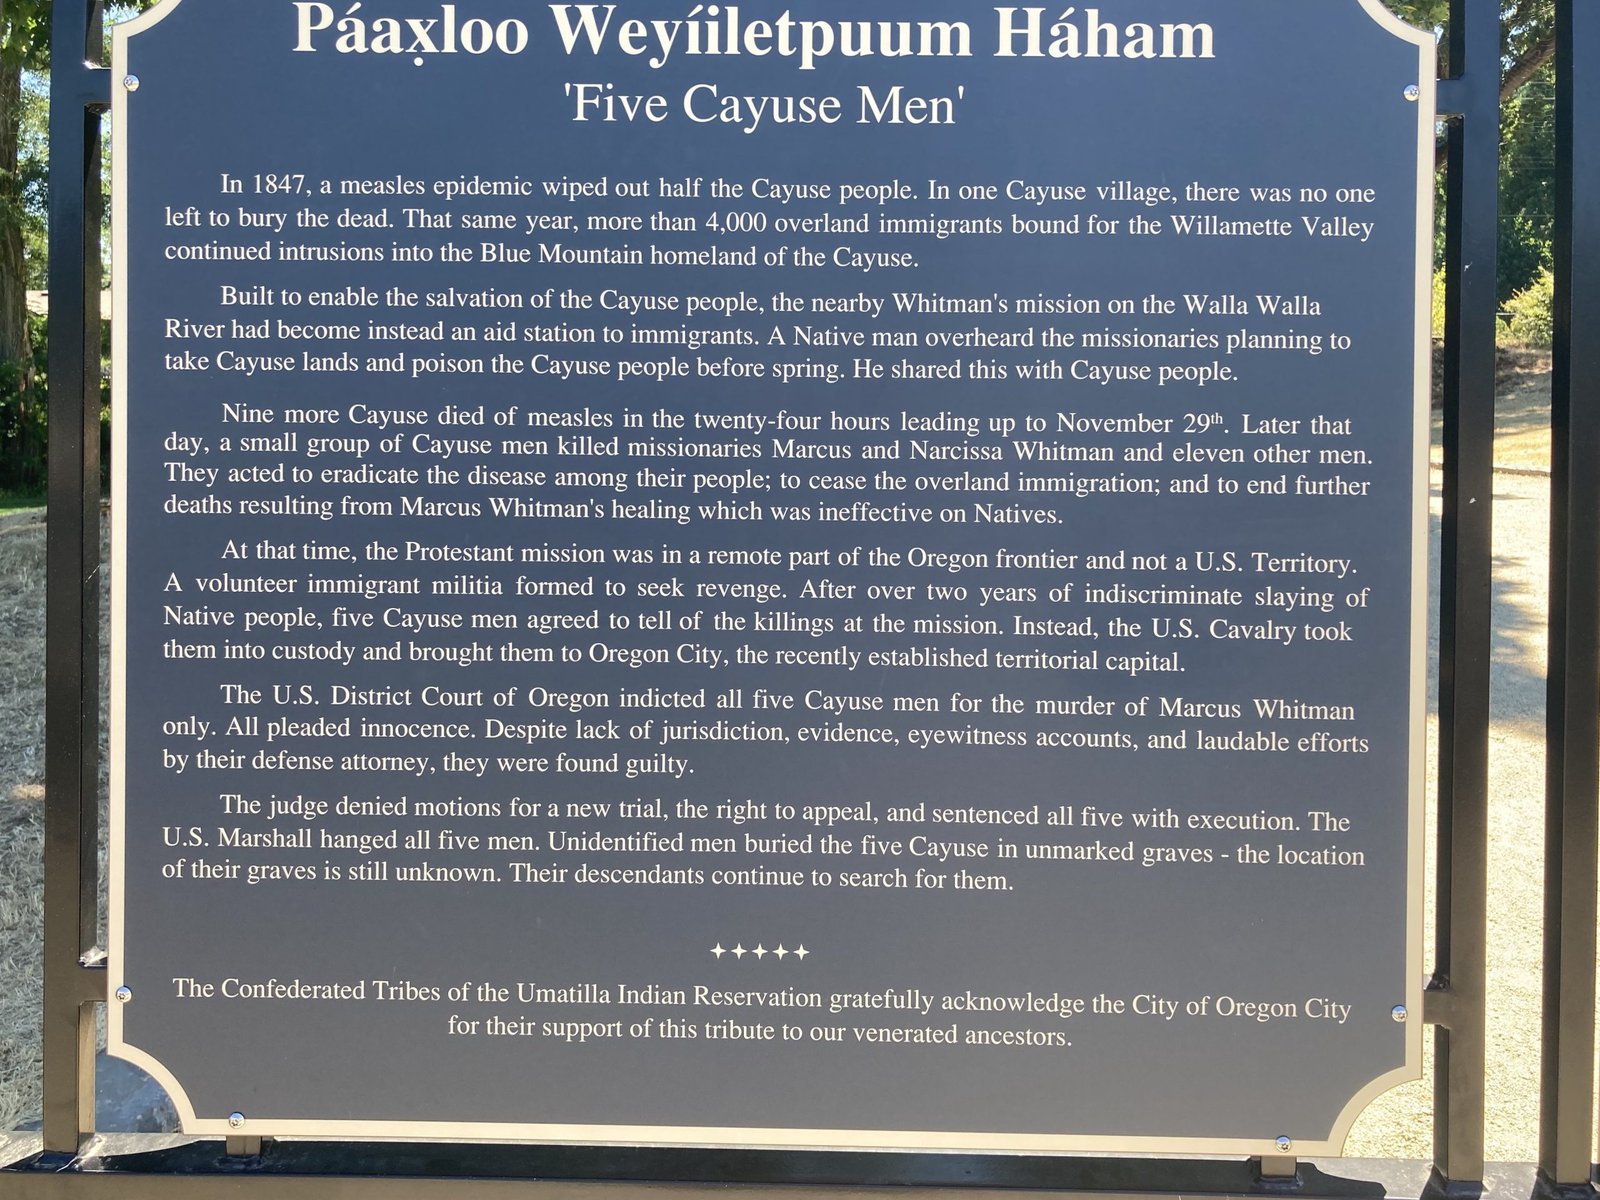 Páax̣loo Weyíiletpuum Háham
'Five Cayuse Men'
In 1847, a measles epidemic wiped out half the Cayuse people. In one Cayuse village, there was no one
left to bury the dead. That same year, more than 4,000 overland immigrants bound for the Willamette Valley
continued intrusions into the Blue Mountain homeland of the Cayuse.
Built to enable the salvation of the Cayuse people, the nearby Whitman's mission on the Walla Walla
River had become instead an aid station to immigrants. A Native man overheard the missionaries planning to
take Cayuse lands and poison the Cayuse people before spring. He shared this with Cayuse people.
Nine more Cayuse died of measles in the twenty-four hours leading up to November 29th. Later that
day, a small group of Cayuse men killed missionaries Marcus and Narcissa Whitman and eleven other men.
They acted to eradicate the disease among their people; to cease the overland immigration; and to end further
deaths resulting from Marcus Whitman's healing which was ineffective on Natives.
At that time, the Protestant mission was in a remote part of the Oregon frontier and not a U.S. Territory.
A volunteer immigrant militia formed to seek revenge. After over two years of indiscriminate slaying of
Native people, five Cayuse men agreed to tell of the killings at the mission. Instead, the U.S. Cavalry took
them into custody and brought them to Oregon City, the recently established territorial capital.
The U.S. District Court of Oregon indicted all five Cayuse men for the murder of Marcus Whitman
only. All pleaded innocence. Despite lack of jurisdiction, evidence, eyewitness accounts, and laudable efforts
by their defense attorney, they were found guilty.
The judge denied motions for a new trial, the right to appeal, and sentenced all five with execution. The
U.S. Marshall hanged all five men. Unidentified men buried the five Cayuse in unmarked graves - the location
of their graves is still unknown. Their descendants continue to search for them.
The Confederated Tribes of the Umatilla Indian Reservation gratefully acknowledge the City of Oregon City
for their support of this tribute to our venerated ancestors.